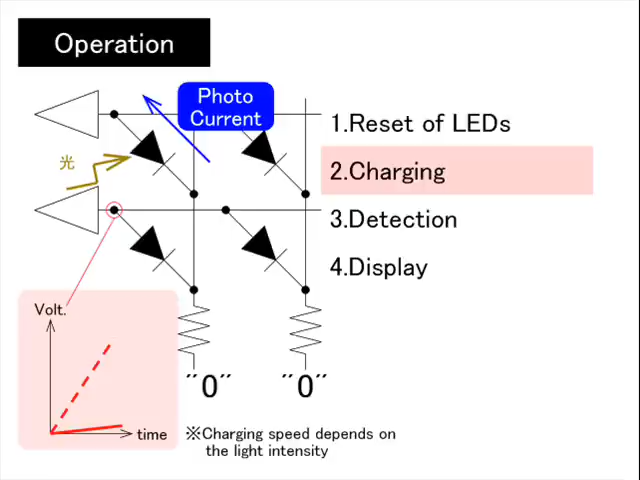 Operation
Photo
Current
1.Reset of LEDs
光
2.Charging
3.Detection
4.Display
Volt.
time
"0"
"0"
※Charging speed depends on
the light intensity